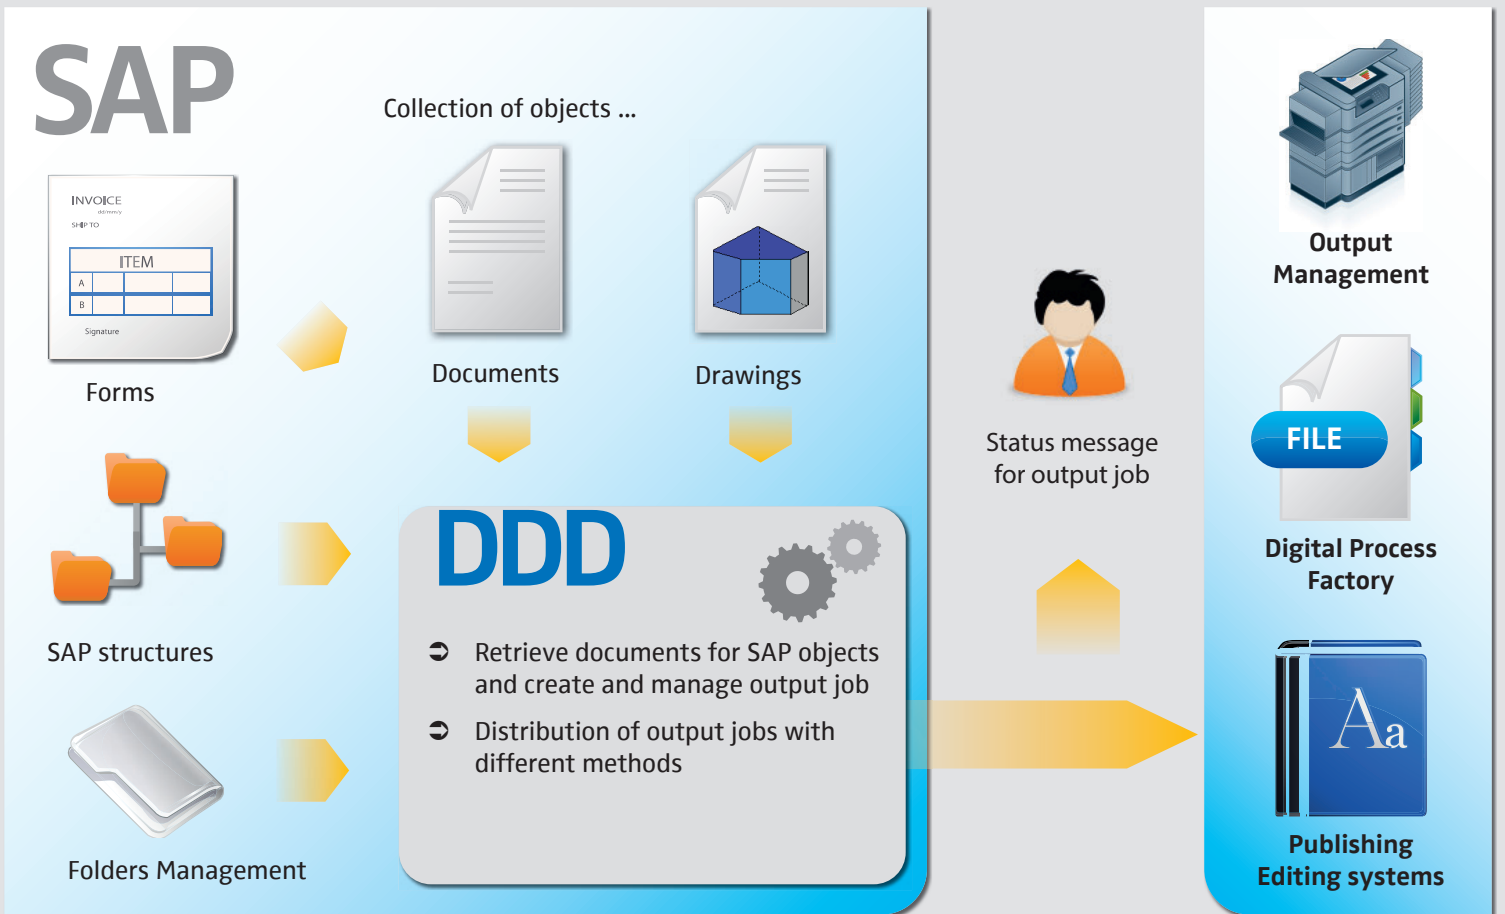 SAP
Collection of objects ...
INVOICE
dd/mm/y
SHIP TO
ITEM
A
B
Signature
Forms
Documents
Drawings
SAP structures
Folders Management
DDD
➲ Retrieve documents for SAP objects
and create and manage output job
➲ Distribution of output jobs with
different methods
Status message
for output job
Output
Management
FILE
Digital Process
Factory
Aa
Publishing
Editing systems